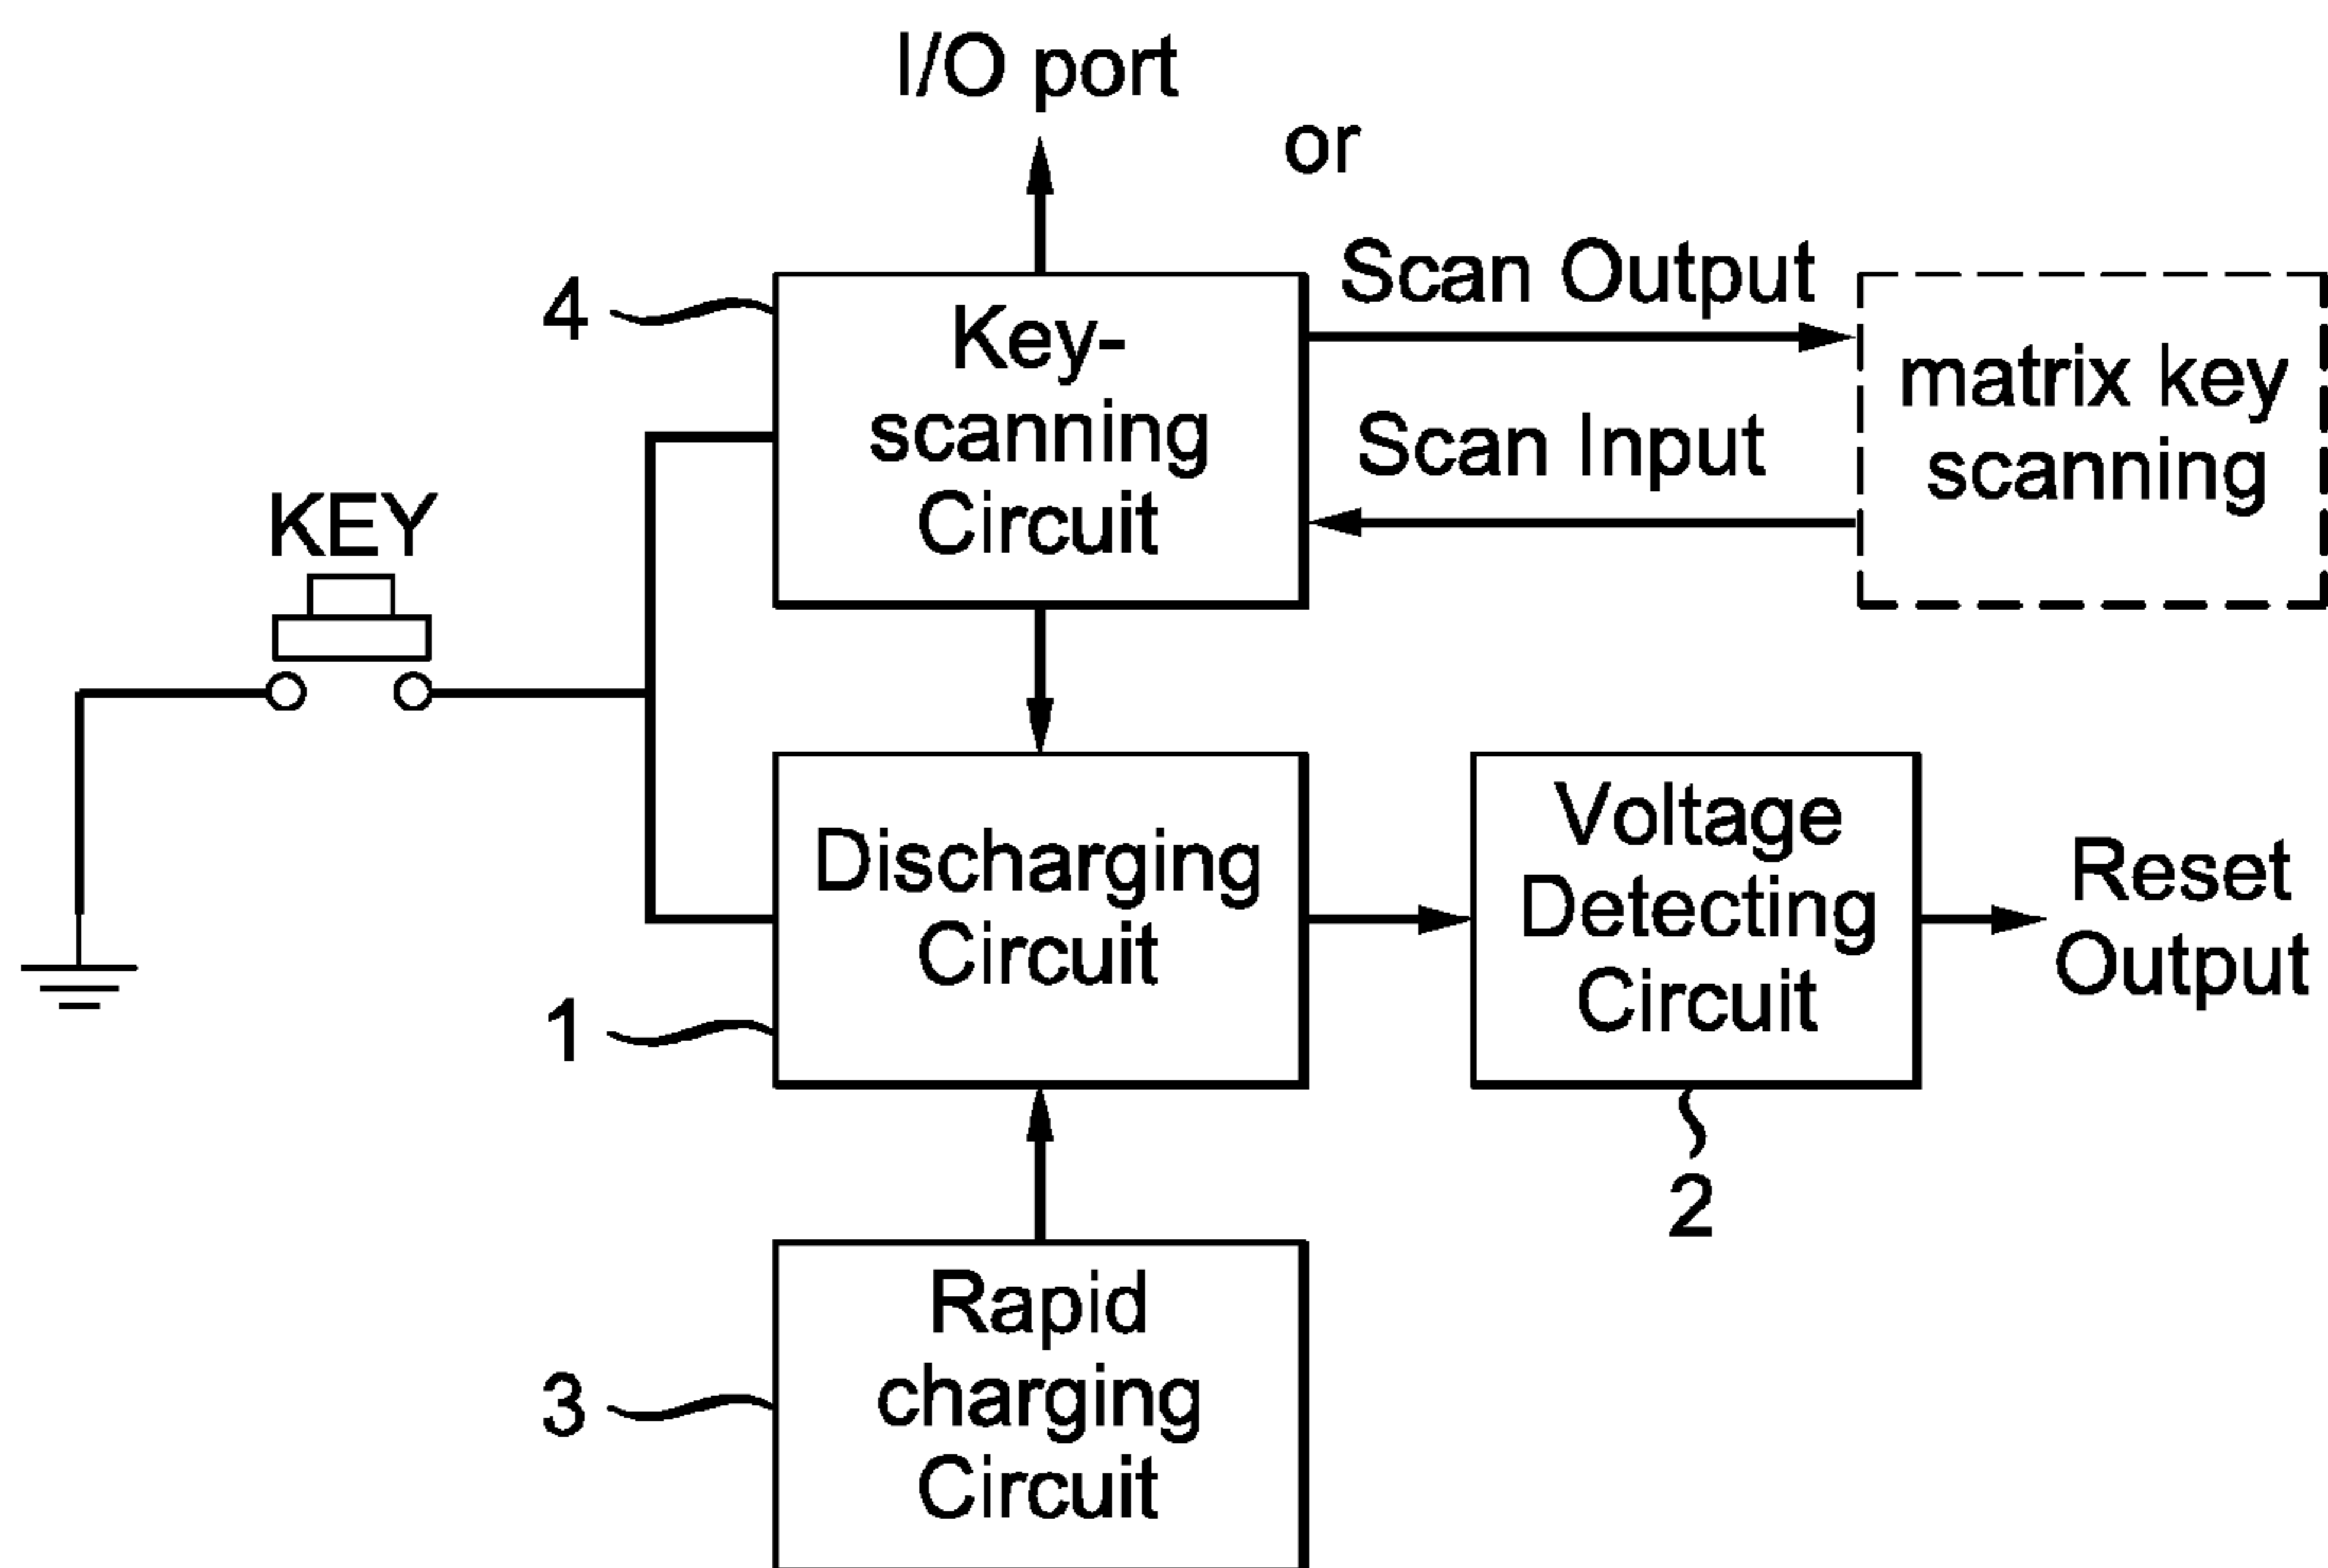 I/O port
or
4
Key-
scanning
Circuit
Scan Output
Scan Input
matrix key
scanning
KEY
Discharging
Circuit
1
Voltage
Detecting
Circuit
2
Reset
Output
3
Rapid
charging
Circuit